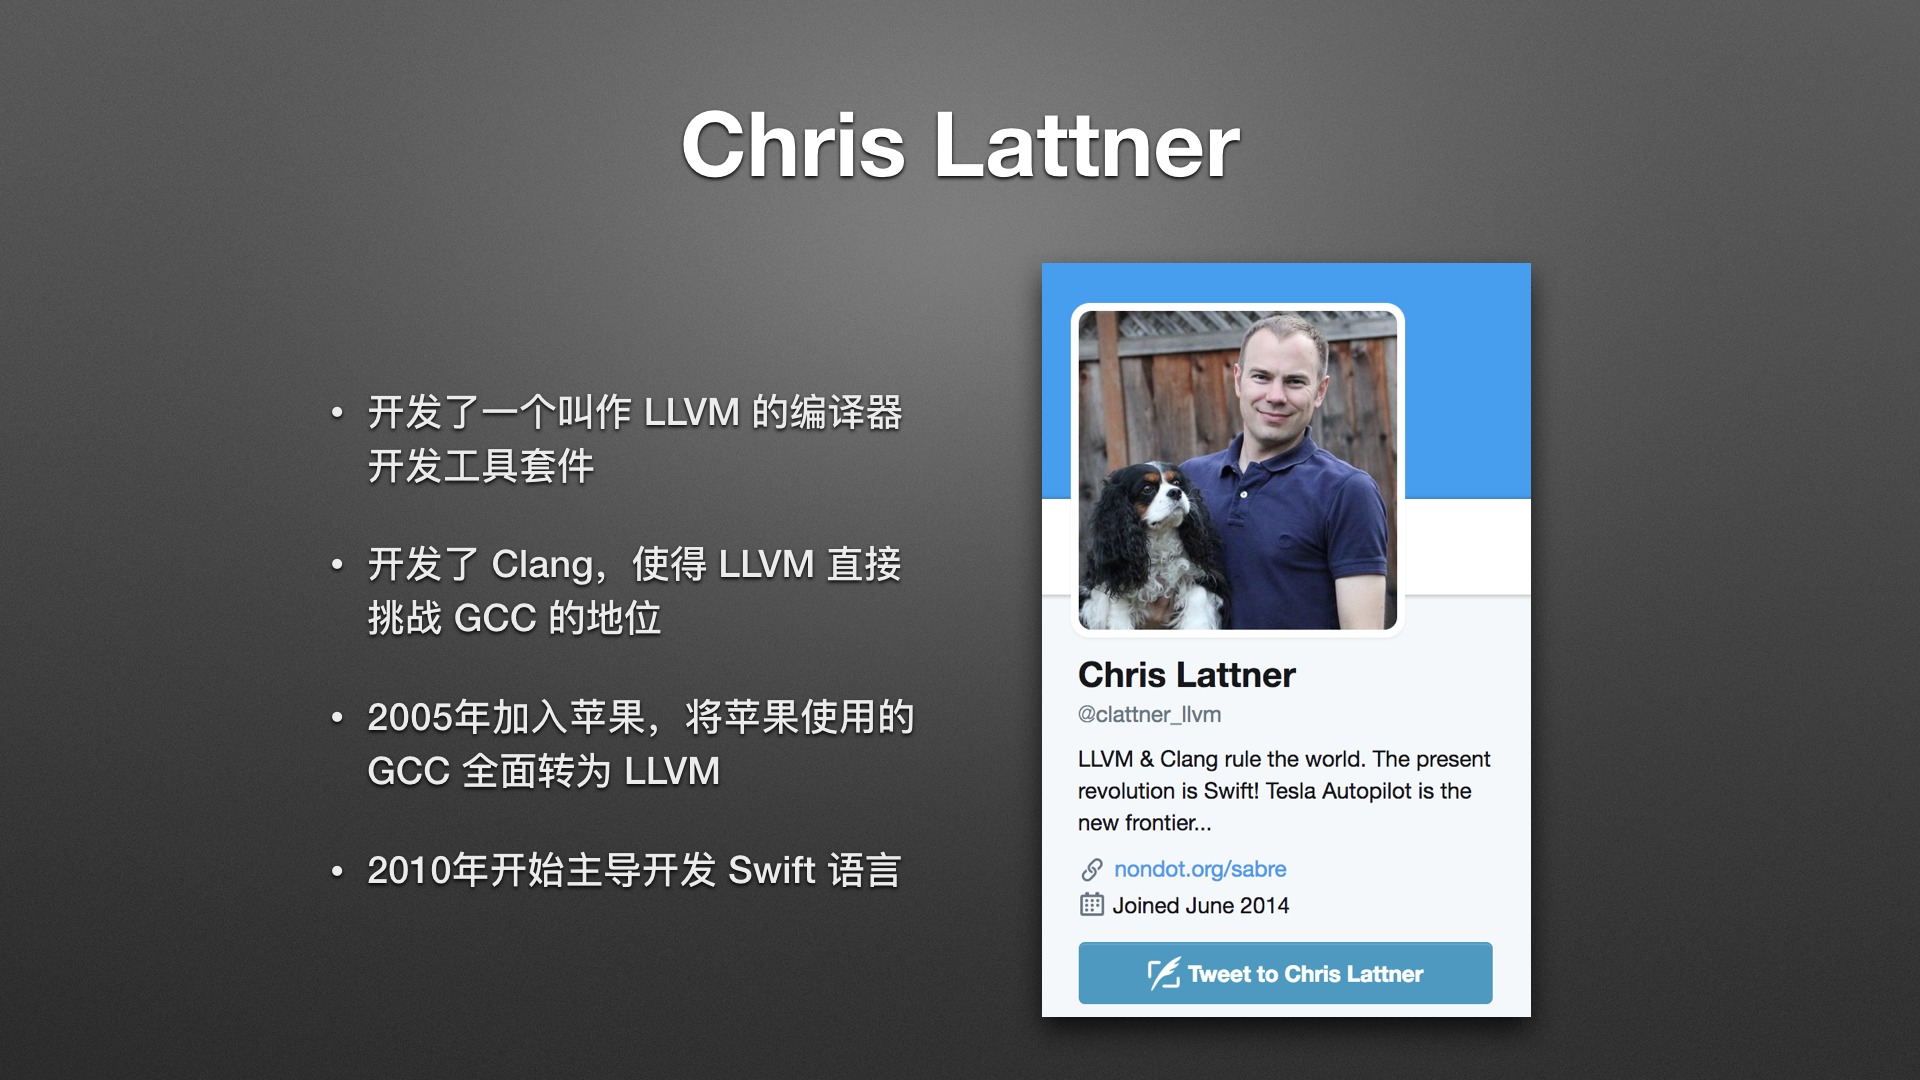 Chris Lattner
• 开发了一个叫作 LLVM 的编译器
开发工具套件
• 开发了 Clang，使得 LLVM 直接
挑战 GCC 的地位
• 2005年加入苹果，将苹果使用的
GCC 全面转为 LLVM
• 2010年开始主导开发 Swift 语言
Chris Lattner
@clattner_llvm
LLVM & Clang rule the world. The present
revolution is Swift! Tesla Autopilot is the
new frontier...
nondot.org/sabre
Joined June 2014
Tweet to Chris Lattner